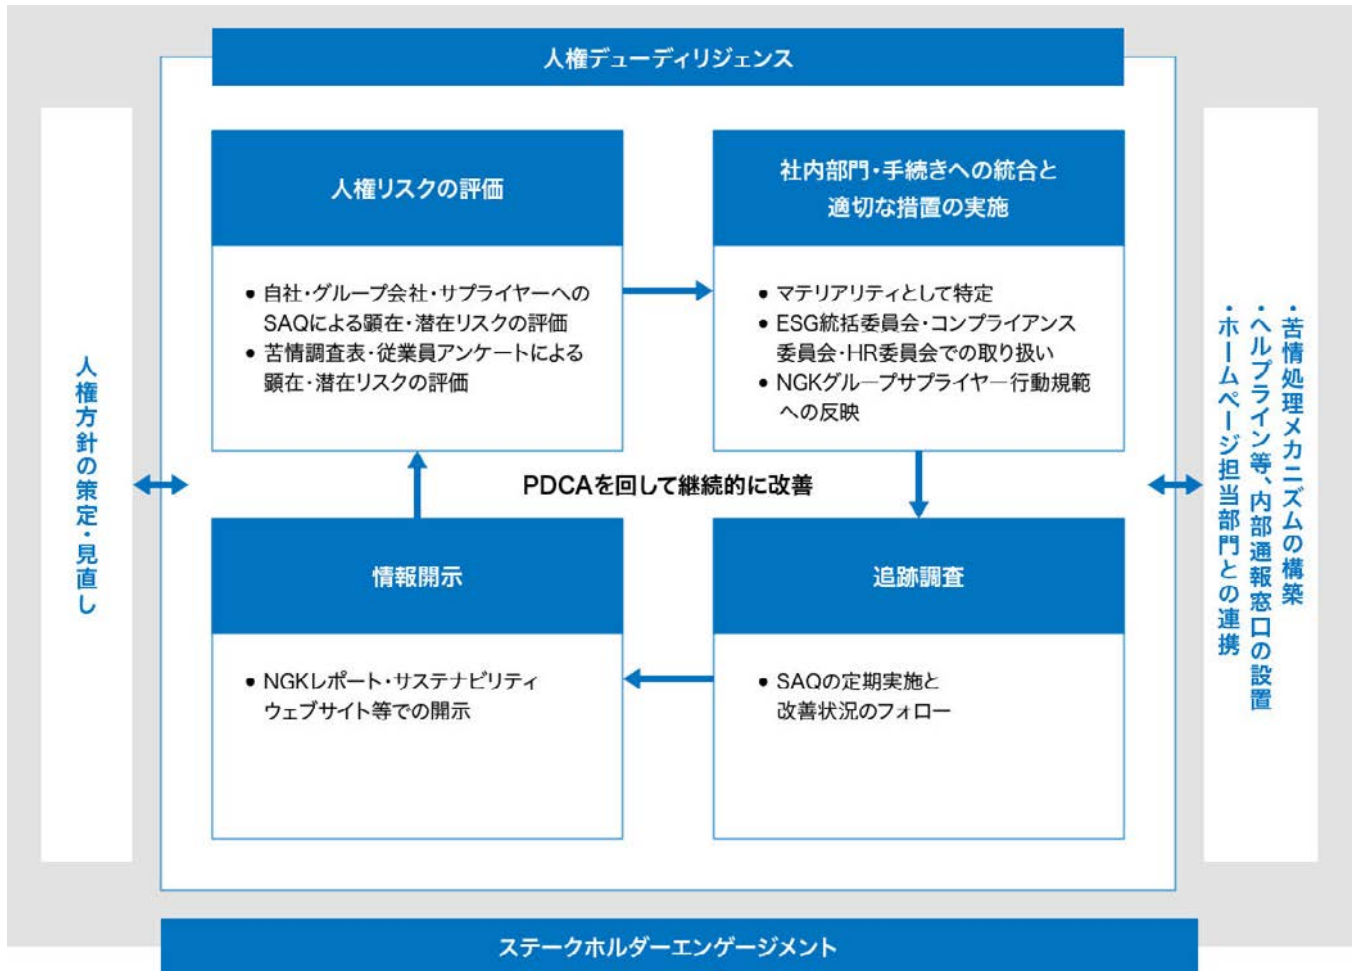 人権デューディリジェンス
人権方針の策定・見直し
人権リスクの評価
• 自社・グループ会社・サプライヤーへの
SAQによる顕在・潜在リスクの評価
• 苦情調査表・従業員アンケートによる
顕在・潜在リスクの評価
社内部門・手続きへの統合と
適切な措置の実施
• マテリアリティとして特定
• ESG統括委員会・コンプライアンス
委員会・HR委員会での取り扱い
• NGKグループサプライヤー行動規範
への反映
PDCAを回して継続的に改善
情報開示
• NGKレポート・サステナビリティ
ウェブサイト等での開示
追跡調査
• SAQの定期実施と
改善状況のフォロー
・苦情処理メカニズムの構築
・ヘルプライン等、内部通報窓口の設置
・ホームページ担当部門との連携
ステークホルダーエンゲージメント